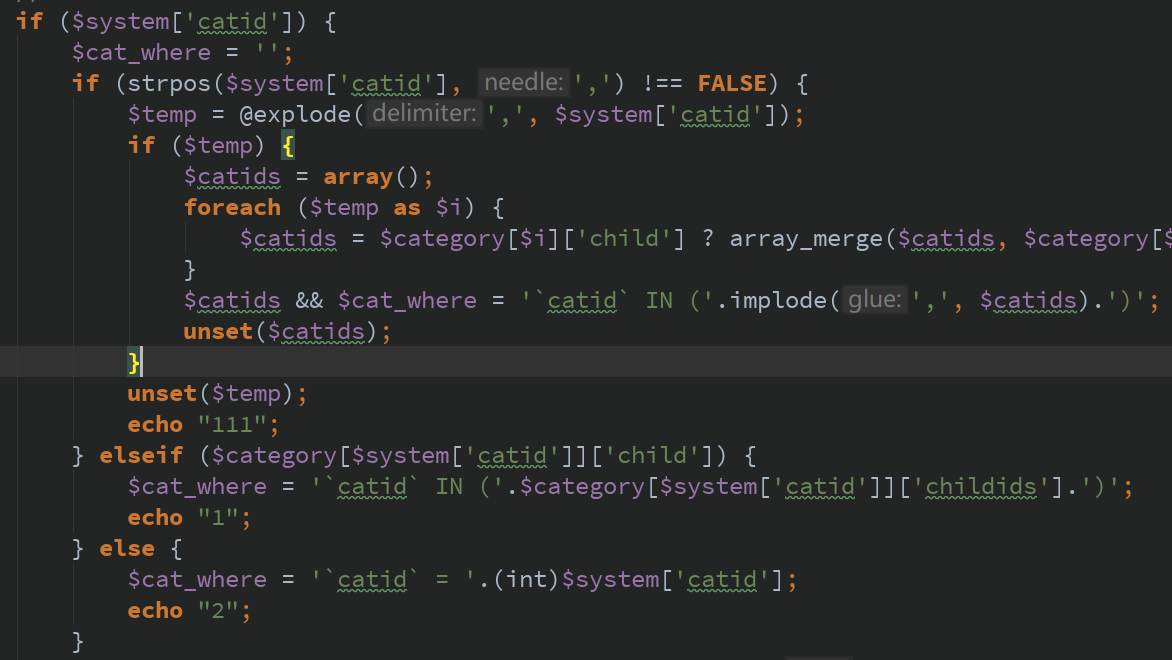 if ($system['catid']) {
$cat_where = '';
if (strpos($system['catid'], needle: ',') !== FALSE) {
$temp = @explode( delimiter: ',', $system['catid']);
if ($temp) {
$catids = array();
foreach ($temp as $i) {
$catids = $category[$i]['child'] ? array_merge($catids, $category[$
}
$catids && $cat_where = '`catid` IN ('.implode( glue: ',', $catids).')';
unset($catids);
}
unset($temp);
echo "111";
} elseif ($category[$system['catid']]['child']) {
$cat_where = '`catid` IN ('.$category[$system['catid']]['childids'].')';
echo "1";
} else {
$cat_where = '`catid` = '.(int)$system['catid'];
echo "2";
}